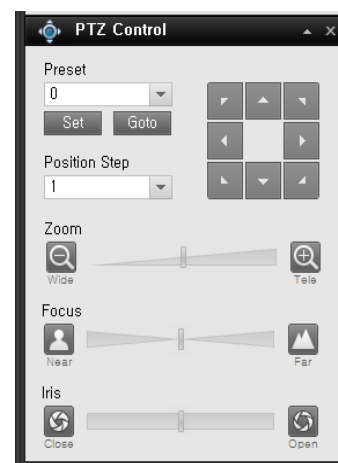 PTZ Control
Preset
0
Set Goto
Position Step
1
Zoom
Wide Tele
Focus
Near Far
Iris
Close Open